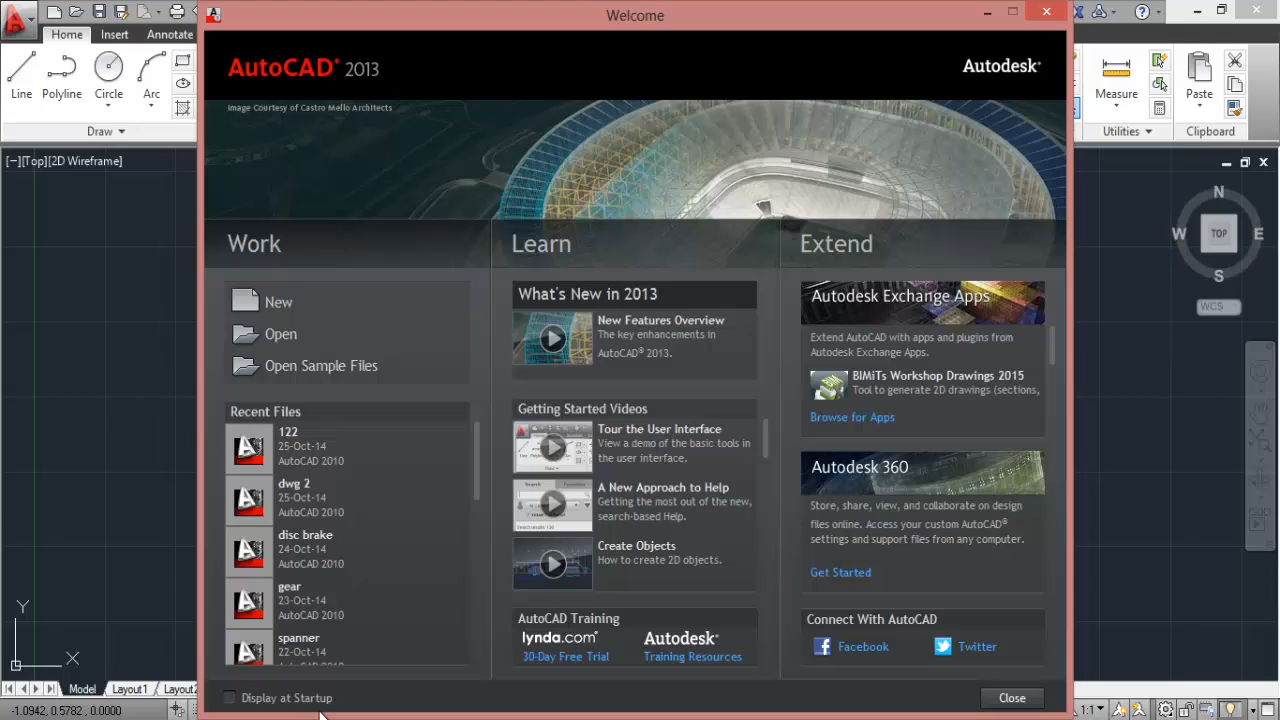 Welcome
Home
Insert
Annotate
Line
Polyline
Circle
Arc
Draw
Measure
Utilities
Paste
Clipboard
AutoCAD® 2013
Autodesk®
Image Courtesy of Castro Mello Architects
[−][Top][2D Wireframe]
N
W
TOP
E
S
WCS
Work
New
Open
Open Sample Files
Recent Files
122
25-Oct-14
AutoCAD 2010
dwg 2
25-Oct-14
AutoCAD 2010
disc brake
24-Oct-14
AutoCAD 2010
gear
23-Oct-14
AutoCAD 2010
spanner
22-Oct-14
Learn
What's New in 2013
New Features Overview
The key enhancements in
AutoCAD® 2013.
Getting Started Videos
Tour the User Interface
View a demo of the basic tools in
the user interface.
A New Approach to Help
Getting the most out of the new,
search-based Help.
Create Objects
How to create 2D objects.
AutoCAD Training
lynda.com®
30-Day Free Trial
Autodesk®
Training Resources
Extend
Autodesk Exchange Apps
Extend AutoCAD with apps and plugins from
Autodesk Exchange Apps.
BIMiTs Workshop Drawings 2015
Tool to generate 2D drawings (sections,
Browse for Apps
Autodesk 360
Store, share, view, and collaborate on design
files online. Access your custom AutoCAD®
settings and support files from any computer.
Get Started
Connect With AutoCAD
Facebook
Twitter
Display at Startup
Close
Y
X
Model
Layout1
Layout2
-1.0942, 0.5782, 0.0000
1:1